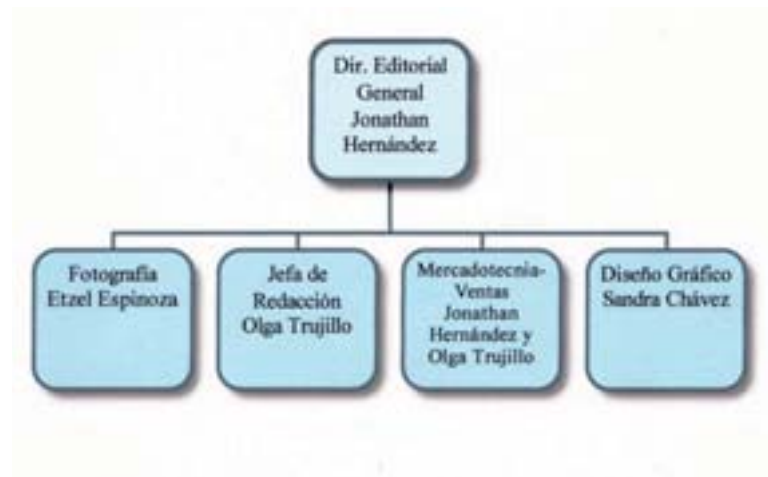 Dir. Editorial
General
Jonathan
Hernández
Fotografía
Etzel Espinoza
Jefa de
Redacción
Olga Trujillo
Mercadotecnia-
Ventas
Jonathan
Hernández y
Olga Trujillo
Diseño Gráfico
Sandra Chávez